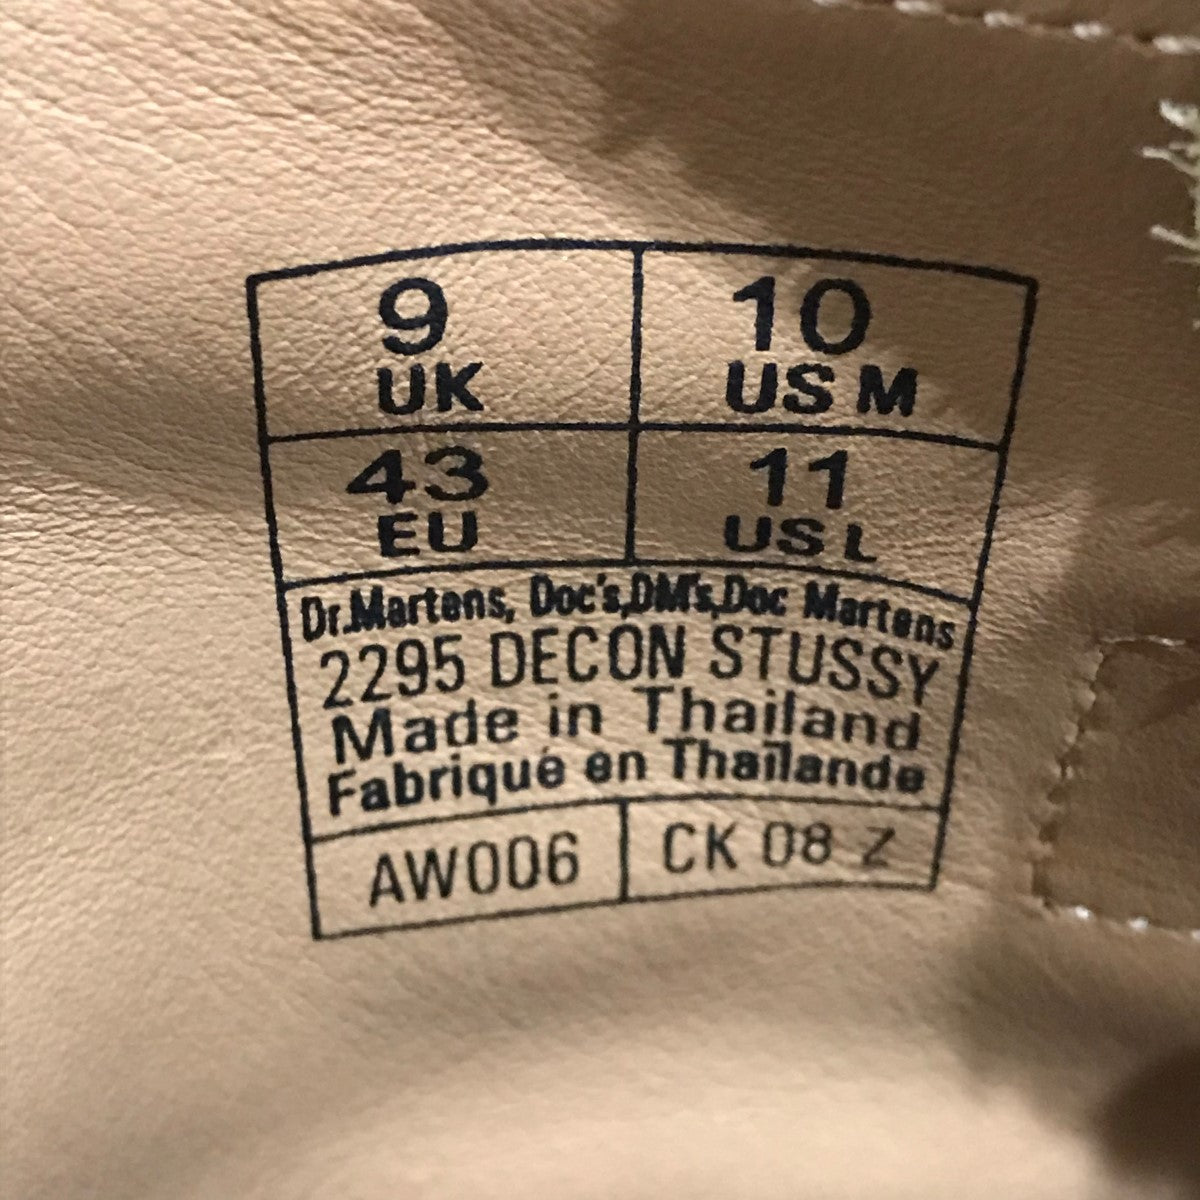 9 10
UK US M
43 11
EU US L
Dr.Martens, Doc's,DM's,Doc Martens
2295 DECON STUSSY
Made in Thailand
Fabriqué en Thaïlande
AW006 CK 08 Z